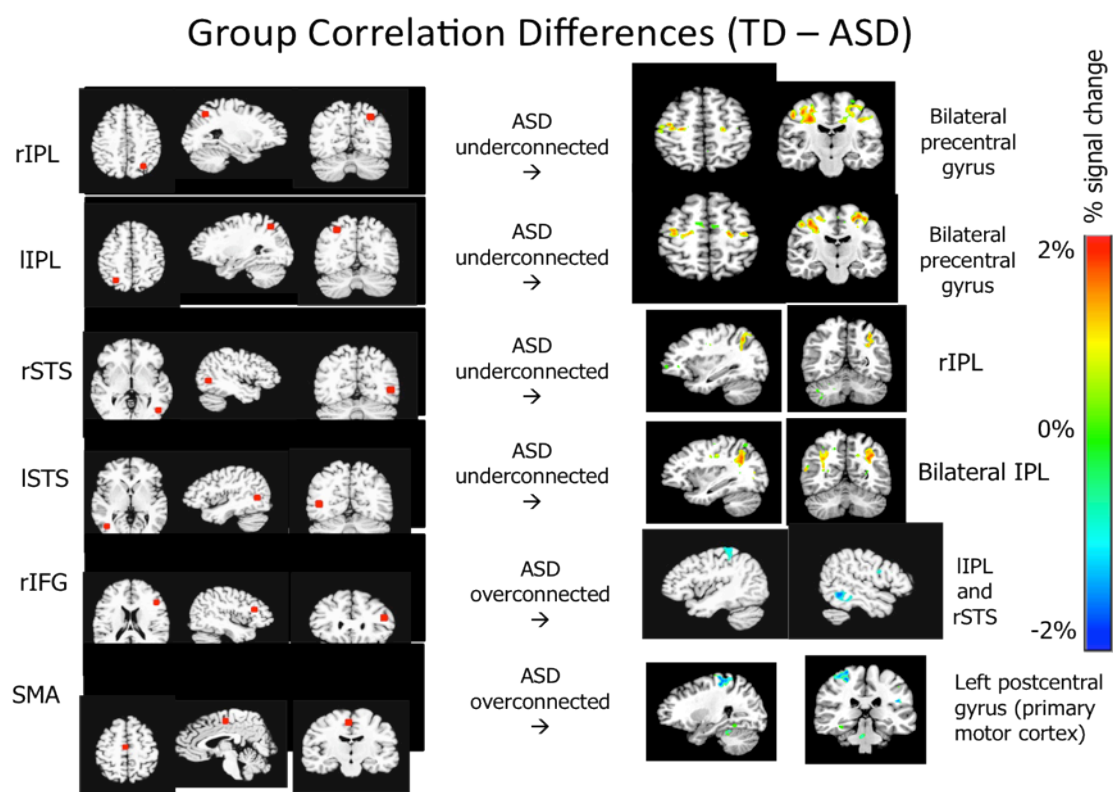 Group Correlation Differences (TD – ASD)
rIPL
ASD
underconnected
→
Bilateral
precentral
gyrus
lIPL
ASD
underconnected
→
Bilateral
precentral
gyrus
rSTS
ASD
underconnected
→
rIPL
lSTS
ASD
underconnected
→
Bilateral IPL
rIFG
ASD
overconnected
→
lIPL
and
rSTS
SMA
ASD
overconnected
→
Left postcentral
gyrus (primary
motor cortex)
% signal change
2%
0%
-2%